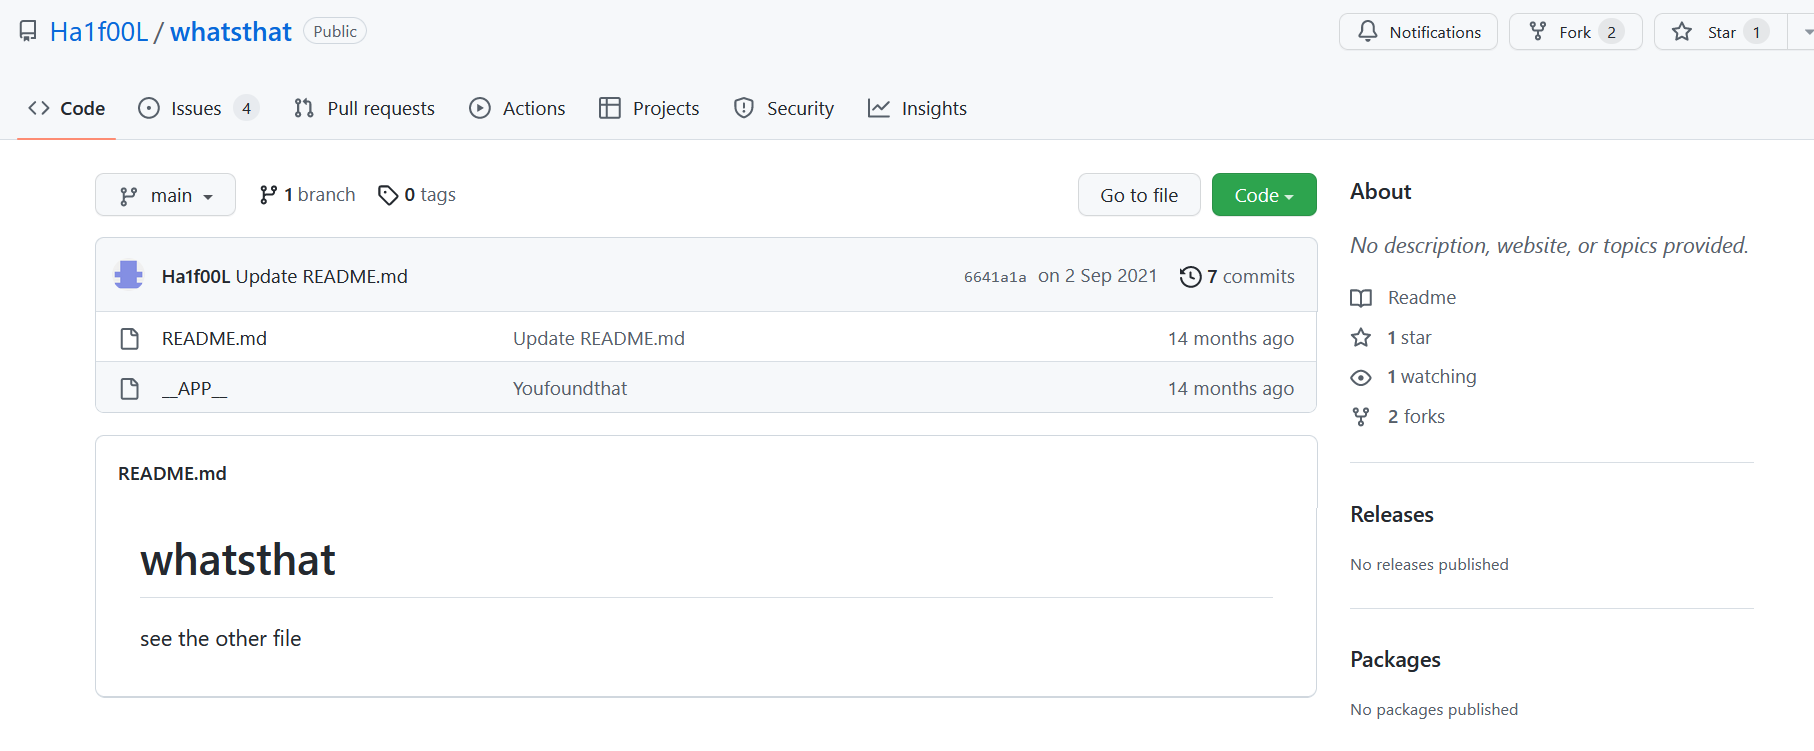 Ha1f00L / whatsthat Public Notifications Fork 2 Star 1
Code Issues 4 Pull requests Actions Projects Security Insights
main 1 branch 0 tags Go to file Code
Ha1f00L Update README.md 6641a1a on 2 Sep 2021 7 commits
README.md Update README.md 14 months ago
__APP__ Youfoundthat 14 months ago
README.md
whatsthat
see the other file
About
No description, website, or topics provided.
Readme
1 star
1 watching
2 forks
Releases
No releases published
Packages
No packages published